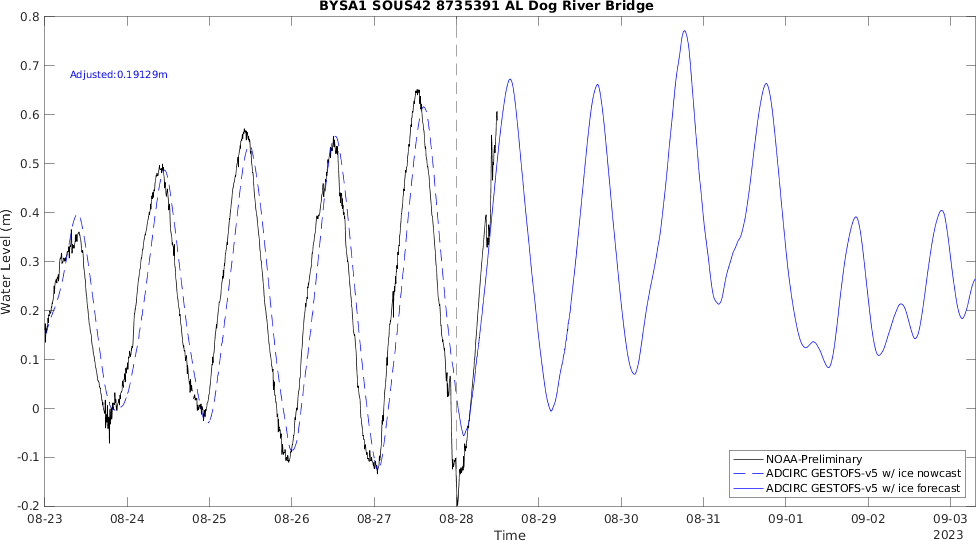 BYSA1 SOUS42 8735391 AL Dog River Bridge
Adjusted:0.19129m
Water Level (m)
0.8
0.7
0.6
0.5
0.4
0.3
0.2
0.1
0
-0.1
-0.2
NOAA-Preliminary
ADCIRC GESTOFS-v5 w/ ice nowcast
ADCIRC GESTOFS-v5 w/ ice forecast
08-23 08-24 08-25 08-26 08-27 08-28 08-29 08-30 08-31 09-01 09-02 09-03
2023
Time